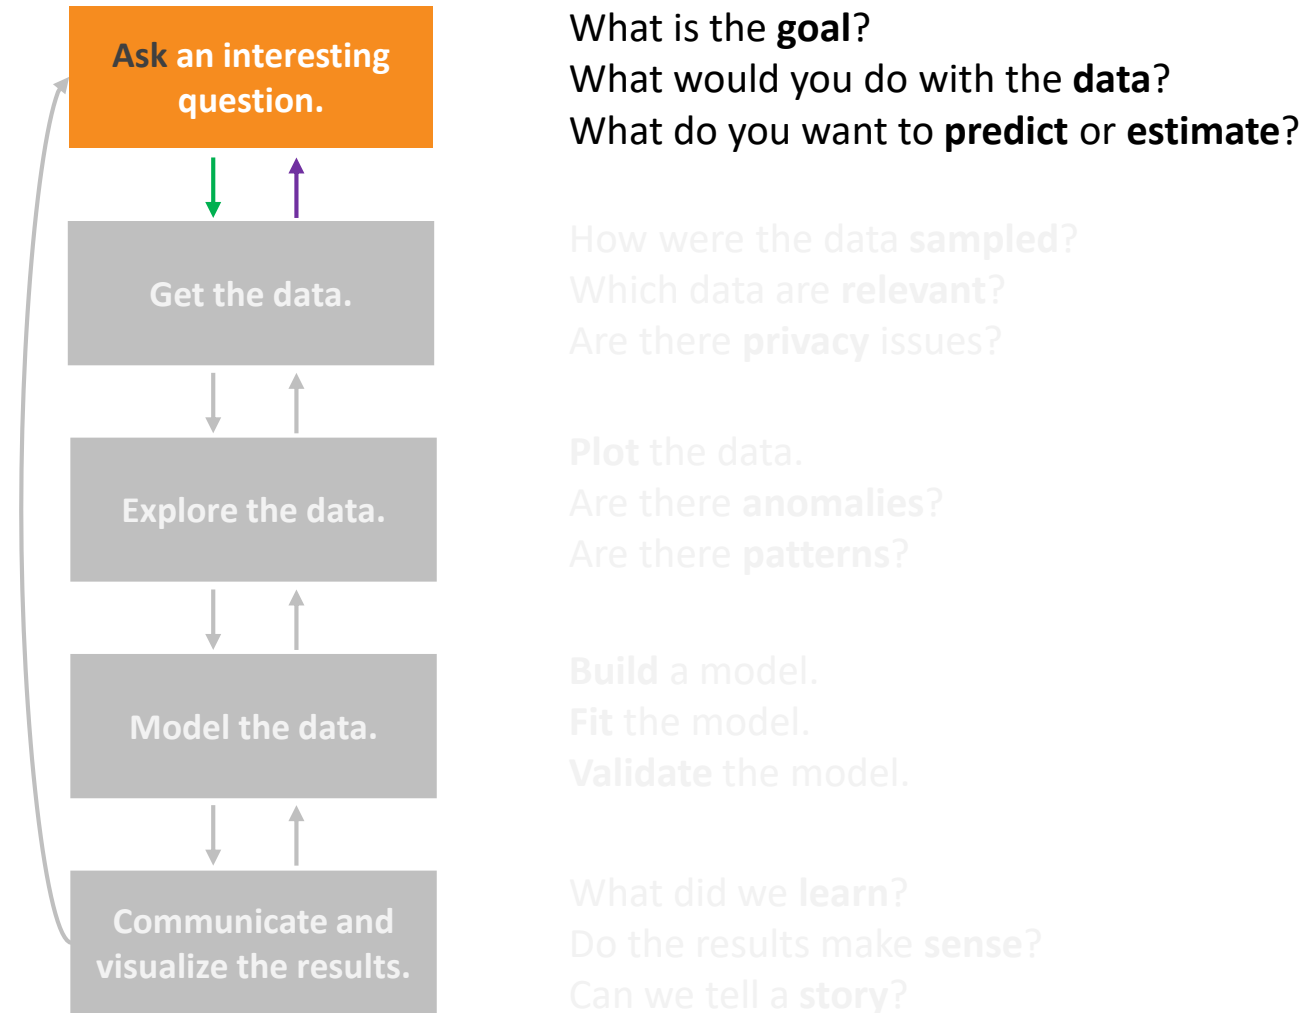 Ask an interesting
question.
What is the goal?
What would you do with the data?
What do you want to predict or estimate?
Get the data.
How were the data sampled?
Which data are relevant?
Are there privacy issues?
Explore the data.
Plot the data.
Are there anomalies?
Are there patterns?
Model the data.
Build a model.
Fit the model.
Validate the model.
Communicate and
visualize the results.
What did we learn?
Do the results make sense?
Can we tell a story?